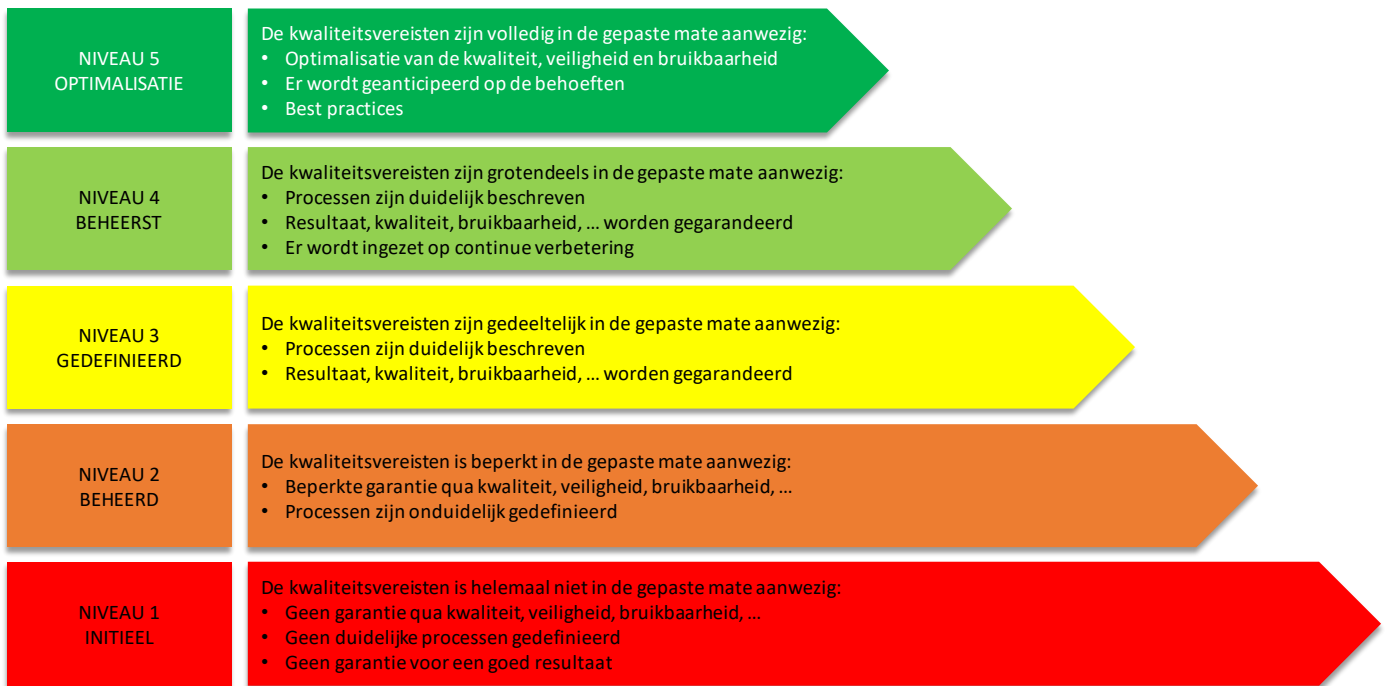 NIVEAU 5
OPTIMALISATIE
De kwaliteitsvereisten zijn volledig in de gepaste mate aanwezig:
• Optimalisatie van de kwaliteit, veiligheid en bruikbaarheid
• Er wordt geanticipeerd op de behoeften
• Best practices
NIVEAU 4
BEHEERST
De kwaliteitsvereisten zijn grotendeels in de gepaste mate aanwezig:
• Processen zijn duidelijk beschreven
• Resultaat, kwaliteit, bruikbaarheid, ... worden gegarandeerd
• Er wordt ingezet op continue verbetering
NIVEAU 3
GEDEFINIEERD
De kwaliteitsvereisten zijn gedeeltelijk in de gepaste mate aanwezig:
• Processen zijn duidelijk beschreven
• Resultaat, kwaliteit, bruikbaarheid, ... worden gegarandeerd
NIVEAU 2
BEHEERD
De kwaliteitsvereisten is beperkt in de gepaste mate aanwezig:
• Beperkte garantie qua kwaliteit, veiligheid, bruikbaarheid, ...
• Processen zijn onduidelijk gedefinieerd
NIVEAU 1
INITIEEL
De kwaliteitsvereisten is helemaal niet in de gepaste mate aanwezig:
• Geen garantie qua kwaliteit, veiligheid, bruikbaarheid, ...
• Geen duidelijke processen gedefinieerd
• Geen garantie voor een goed resultaat